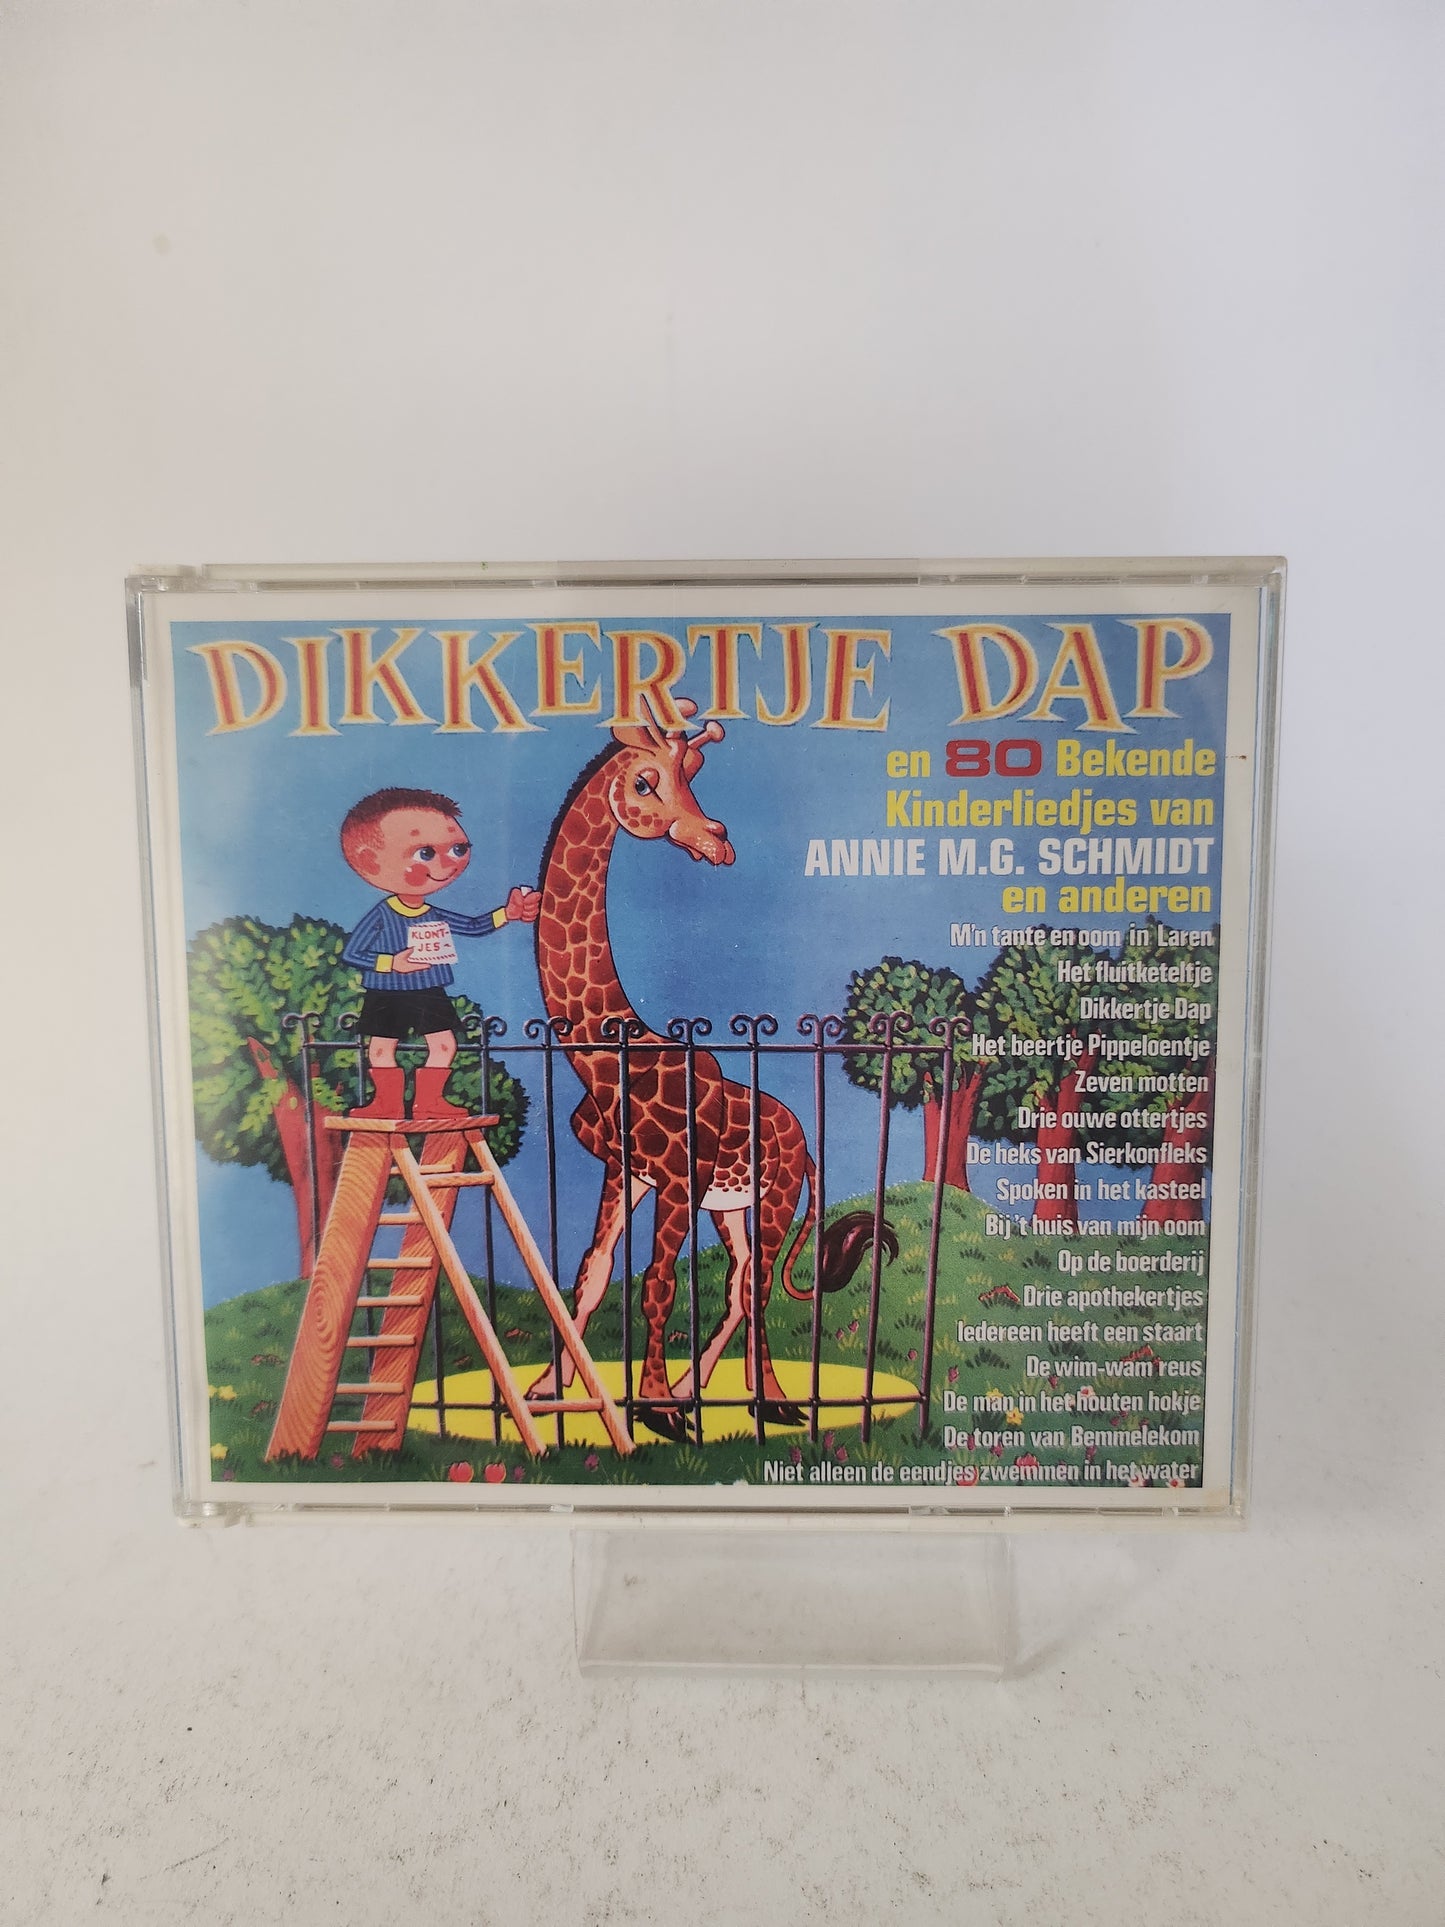 DIKKERTJE DAP
en 80 Bekende
Kinderliedjes van
ANNIE M.G. SCHMIDT
en anderen
KLONT-
JES
M'n tante en oom in Laren
Het fluitketeltje
Dikkertje Dap
Het beertje Pippeloentje
Zeven motten
Drie ouwe ottertjes
De heks van Sierkonfleks
Spoken in het kasteel
Bij 't huis van mijn oom
Op de boerderij
Drie apothekertjes
Iedereen heeft een staart
De wim-wam reus
De man in het houten hokje
De toren van Bemmelekom
Niet alleen de eendjes zwemmen in het water